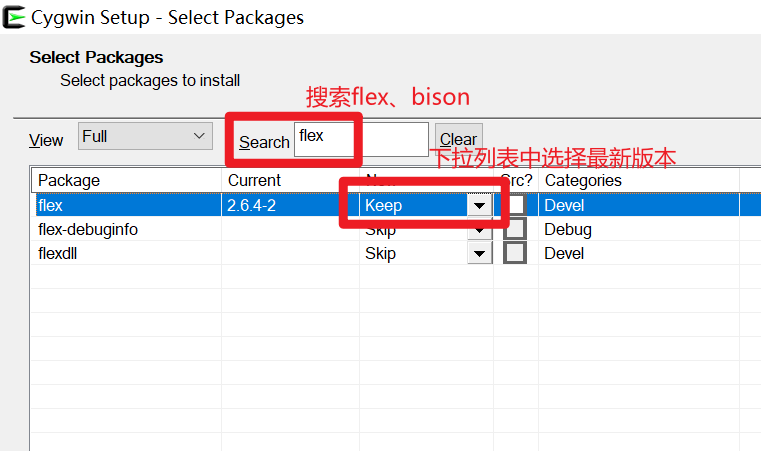 Cygwin Setup - Select Packages
Select Packages
Select packages to install
搜索flex、bison
View Full Search flex Clear
下拉列表中选择最新版本
Package Current New Src? Categories
flex 2.6.4-2 Keep Devel
flex-debuginfo Skip Debug
flexdll Skip Devel